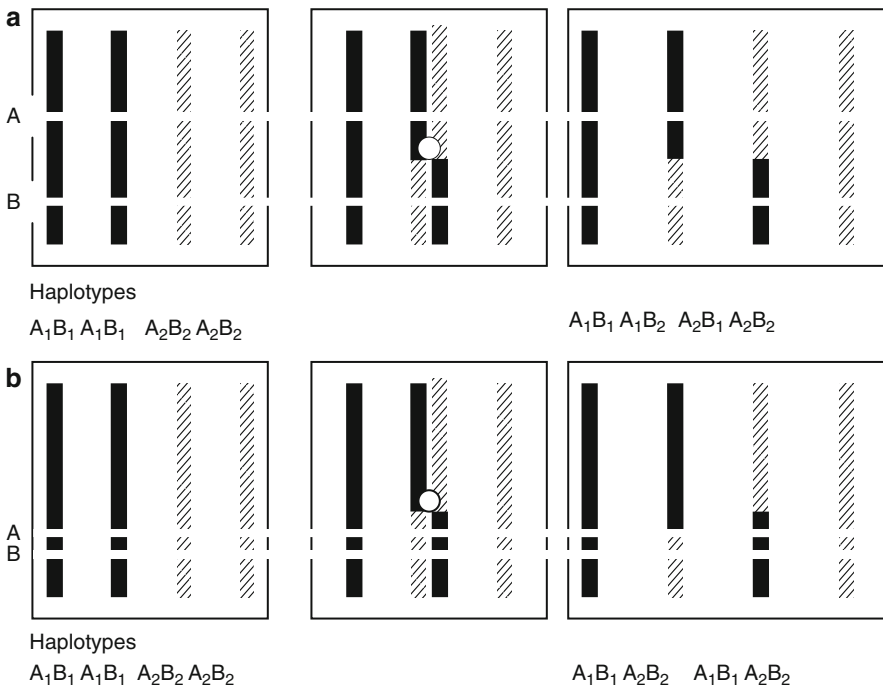 a
A
B
Haplotypes
A₁B₁ A₁B₁ A₂B₂ A₂B₂
A₁B₁ A₁B₂ A₂B₁ A₂B₂
b
A
B
Haplotypes
A₁B₁ A₁B₁ A₂B₂ A₂B₂
A₁B₁ A₂B₂ A₁B₁ A₂B₂